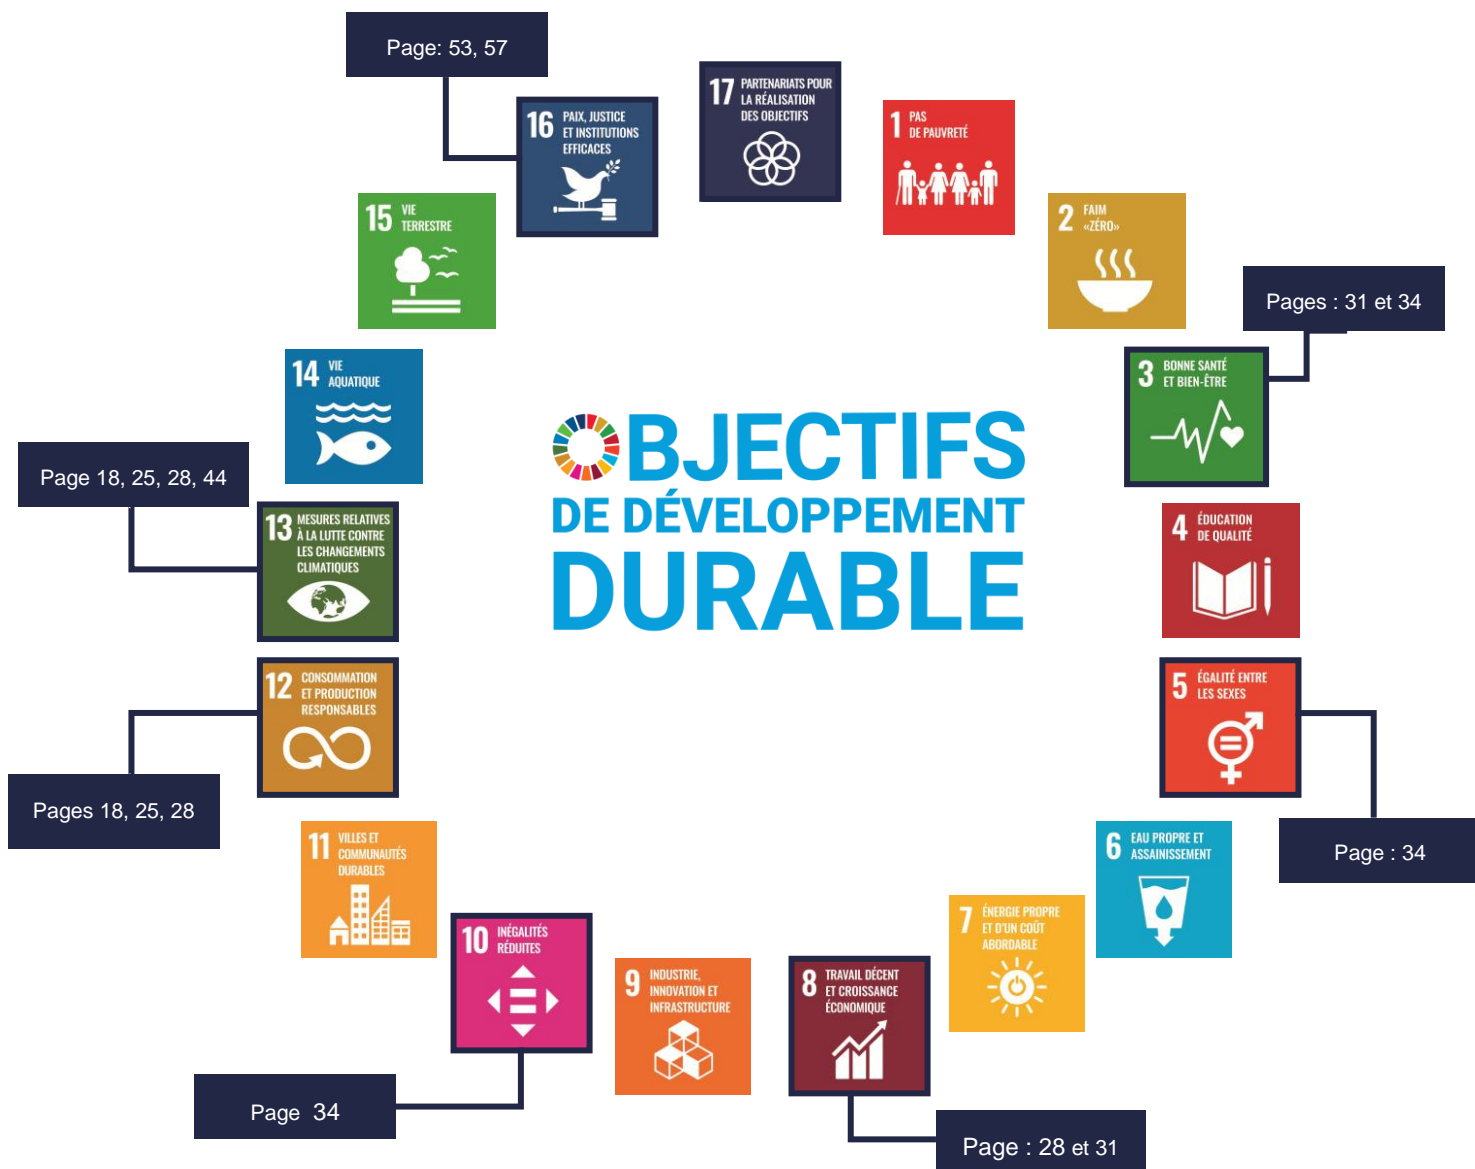 Page: 53, 57
16 PAIX, JUSTICE
ET INSTITUTIONS
EFFICACES
17 PARTENARIATS POUR
LA RÉALISATION
DES OBJECTIFS
1 PAS
DE PAUVRETÉ
15 VIE
TERRESTRE
2 FAIM
«ZÉRO»
Pages : 31 et 34
14 VIE
AQUATIQUE
3 BONNE SANTÉ
ET BIEN-ÊTRE
OBJECTIFS
DE DÉVELOPPEMENT
DURABLE
Page 18, 25, 28, 44
13 MESURES RELATIVES
À LA LUTTE CONTRE
LES CHANGEMENTS
CLIMATIQUES
4 ÉDUCATION
DE QUALITÉ
12 CONSOMMATION
ET PRODUCTION
RESPONSABLES
5 ÉGALITÉ ENTRE
LES SEXES
Pages 18, 25, 28
11 VILLES ET
COMMUNAUTÉS
DURABLES
6 EAU PROPRE ET
ASSAINISSEMENT
Page : 34
10 INÉGALITÉS
RÉDUITES
9 INDUSTRIE,
INNOVATION ET
INFRASTRUCTURE
8 TRAVAIL DÉCENT
ET CROISSANCE
ÉCONOMIQUE
7 ÉNERGIE PROPRE
ET D'UN COÛT
ABORDABLE
Page 34
Page : 28 et 31